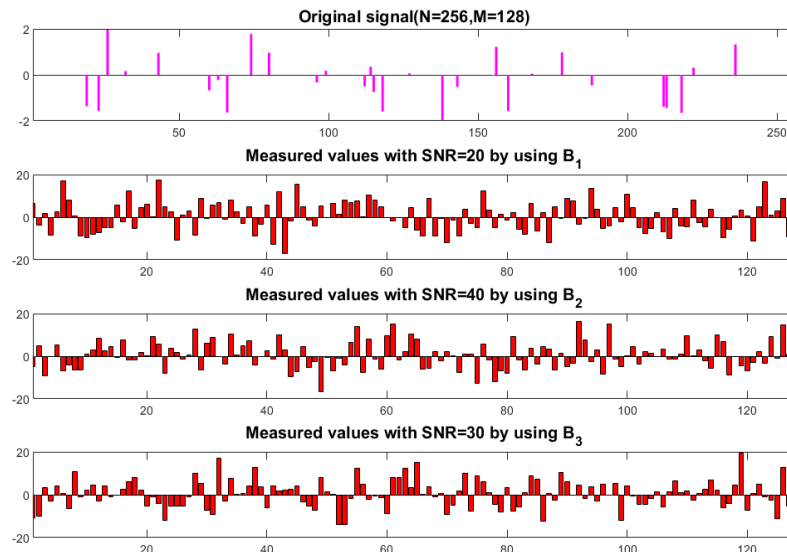 Original signal(N=256,M=128)
2
0
-2
50 100 150 200 250
Measured values with SNR=20 by using B1
20
0
-20
20 40 60 80 100 120
Measured values with SNR=40 by using B2
20
0
-20
20 40 60 80 100 120
Measured values with SNR=30 by using B3
20
0
-20
20 40 60 80 100 120